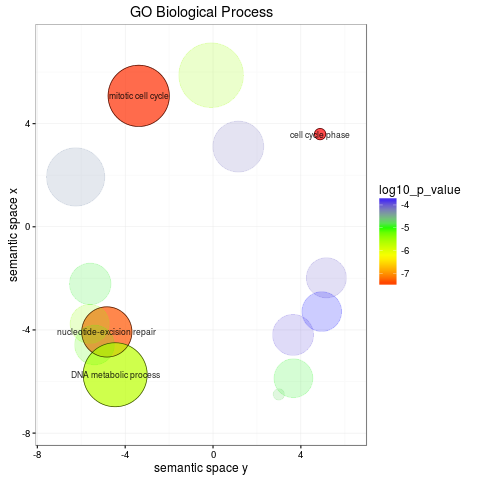 GO Biological Process
mitotic cell cycle
cell cycle phase
nucleotide-excision repair
DNA metabolic process
semantic space x
4
0
-4
-8
-8
-4
0
4
semantic space y
log10_p_value
-4
-5
-6
-7